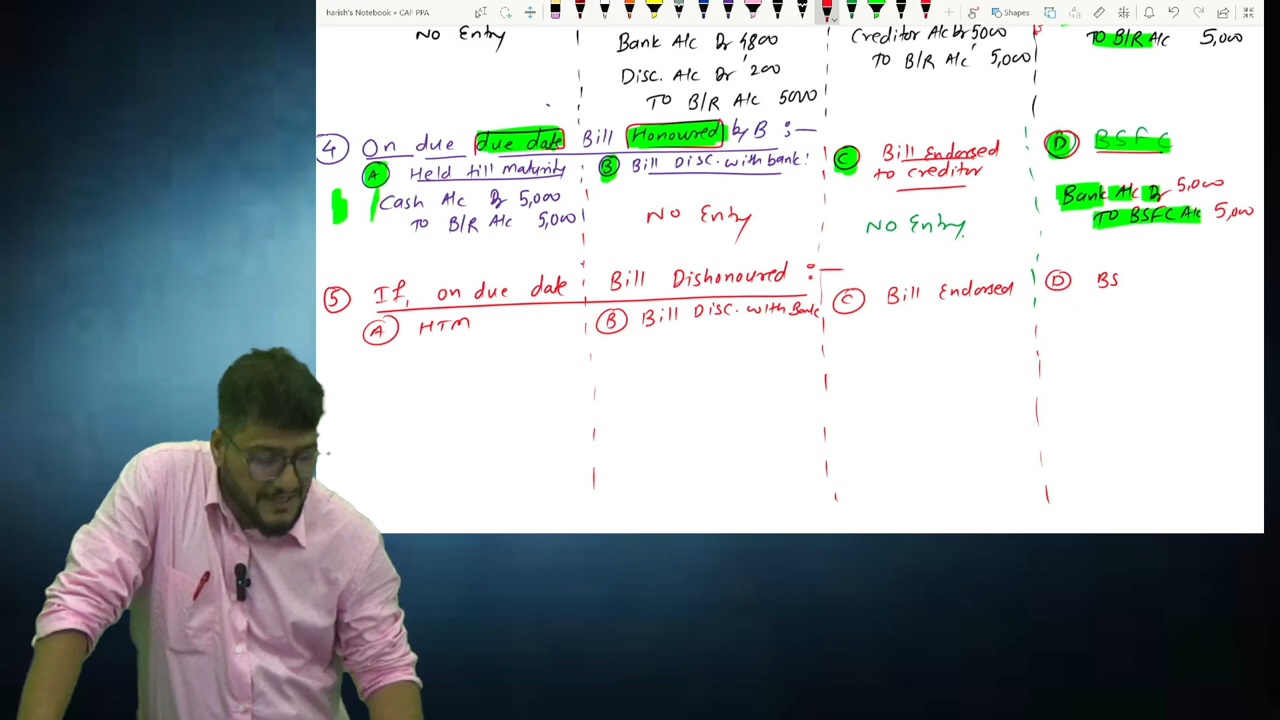 harish's Notebook > CAF PPA
Shapes
No Entry
Bank A/c Dr 4800
Disc. A/c Dr 200
To B/R A/c 5000
Creditor A/c Dr 5000
To B/R A/c 5,000
To B/R A/c 5,000
4 On due due date Bill Honoured by B :—
A Held till maturity
Cash A/c Dr 5,000
To B/R A/c 5,000
B Bill Disc. with bank:
No Entry
C Bill Endorsed
to creditor
No Entry.
D BSFC
Bank A/c Dr 5,000
To BSFC A/c 5,000
5 If, on due date Bill Dishonoured :—
A HTM
B Bill Disc. with Bank
C Bill Endorsed
D BS